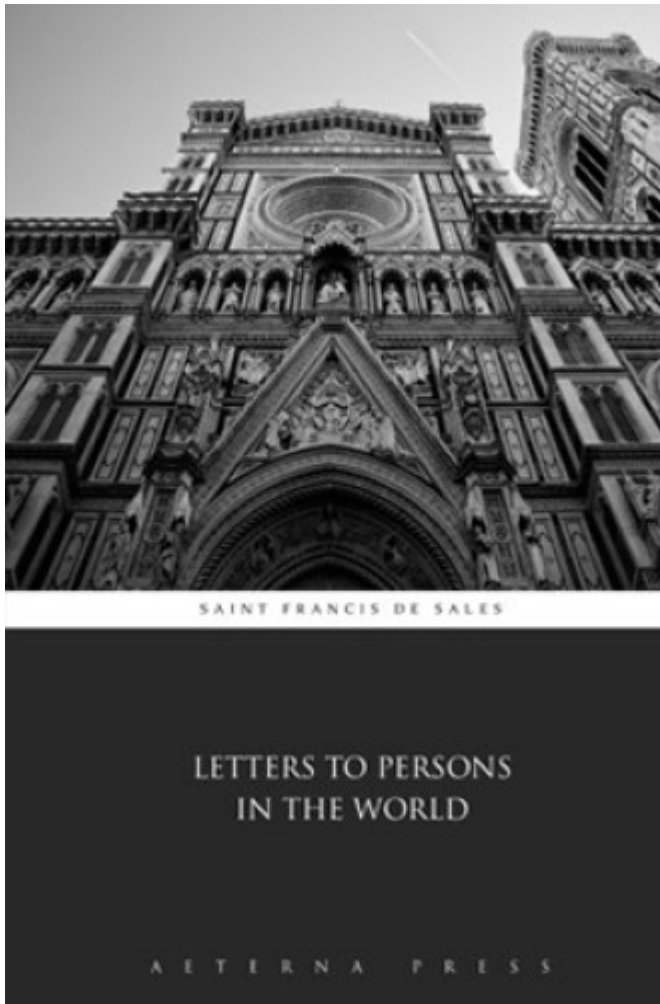 SAINT FRANCIS DE SALES
LETTERS TO PERSONS
IN THE WORLD
AETERNA PRESS